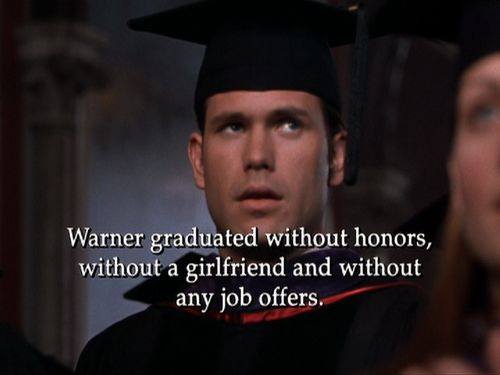 Warner graduated without honors,
without a girlfriend and without
any job offers.